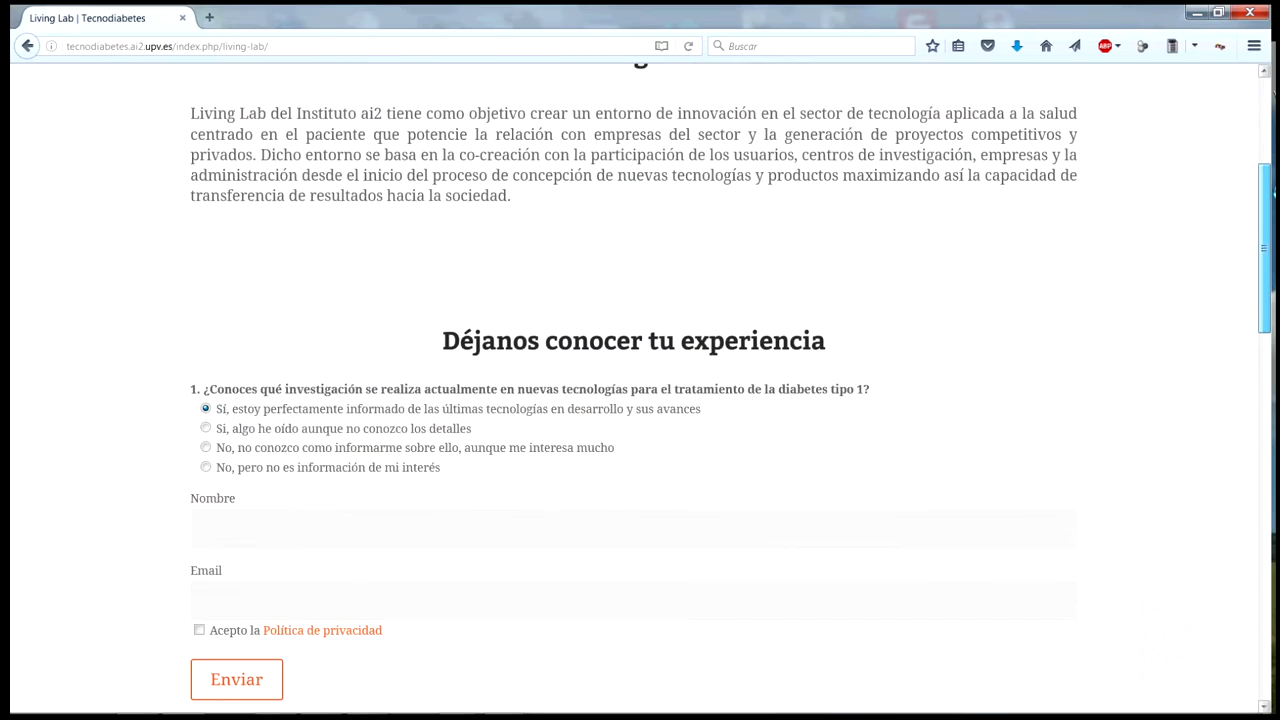 Living Lab | Tecnodiabetes
tecnodiabetes.ai2.upv.es/index.php/living-lab/
Buscar
ABP
Living Lab del Instituto ai2 tiene como objetivo crear un entorno de innovación en el sector de tecnología aplicada a la salud
centrado en el paciente que potencie la relación con empresas del sector y la generación de proyectos competitivos y
privados. Dicho entorno se basa en la co-creación con la participación de los usuarios, centros de investigación, empresas y la
administración desde el inicio del proceso de concepción de nuevas tecnologías y productos maximizando así la capacidad de
transferencia de resultados hacia la sociedad.
Déjanos conocer tu experiencia
1. ¿Conoces qué investigación se realiza actualmente en nuevas tecnologías para el tratamiento de la diabetes tipo 1?
Sí, estoy perfectamente informado de las últimas tecnologías en desarrollo y sus avances
Si, algo he oído aunque no conozco los detalles
No, no conozco como informarme sobre ello, aunque me interesa mucho
No, pero no es información de mi interés
Nombre
Email
Acepto la Política de privacidad
Enviar